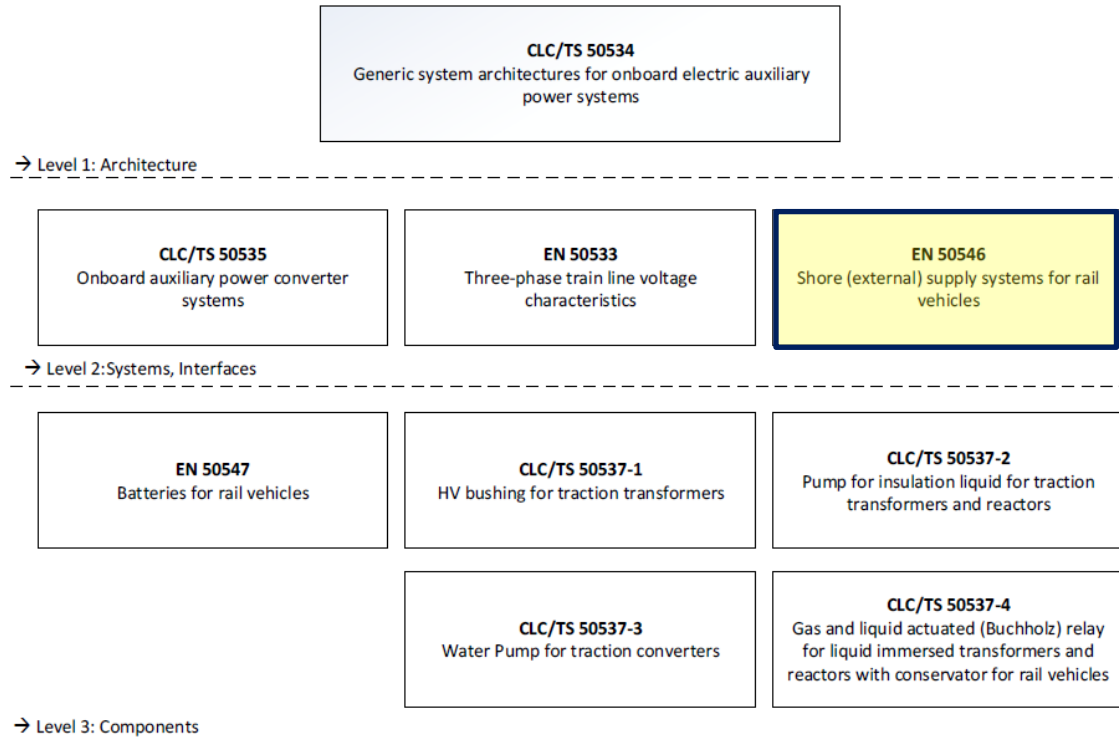 CLC/TS 50534
Generic system architectures for onboard electric auxiliary
power systems
→ Level 1: Architecture
CLC/TS 50535
Onboard auxiliary power converter
systems
EN 50533
Three-phase train line voltage
characteristics
EN 50546
Shore (external) supply systems for rail
vehicles
→ Level 2:Systems, Interfaces
EN 50547
Batteries for rail vehicles
CLC/TS 50537-1
HV bushing for traction transformers
CLC/TS 50537-2
Pump for insulation liquid for traction
transformers and reactors
CLC/TS 50537-3
Water Pump for traction converters
CLC/TS 50537-4
Gas and liquid actuated (Buchholz) relay
for liquid immersed transformers and
reactors with conservator for rail vehicles
→ Level 3: Components